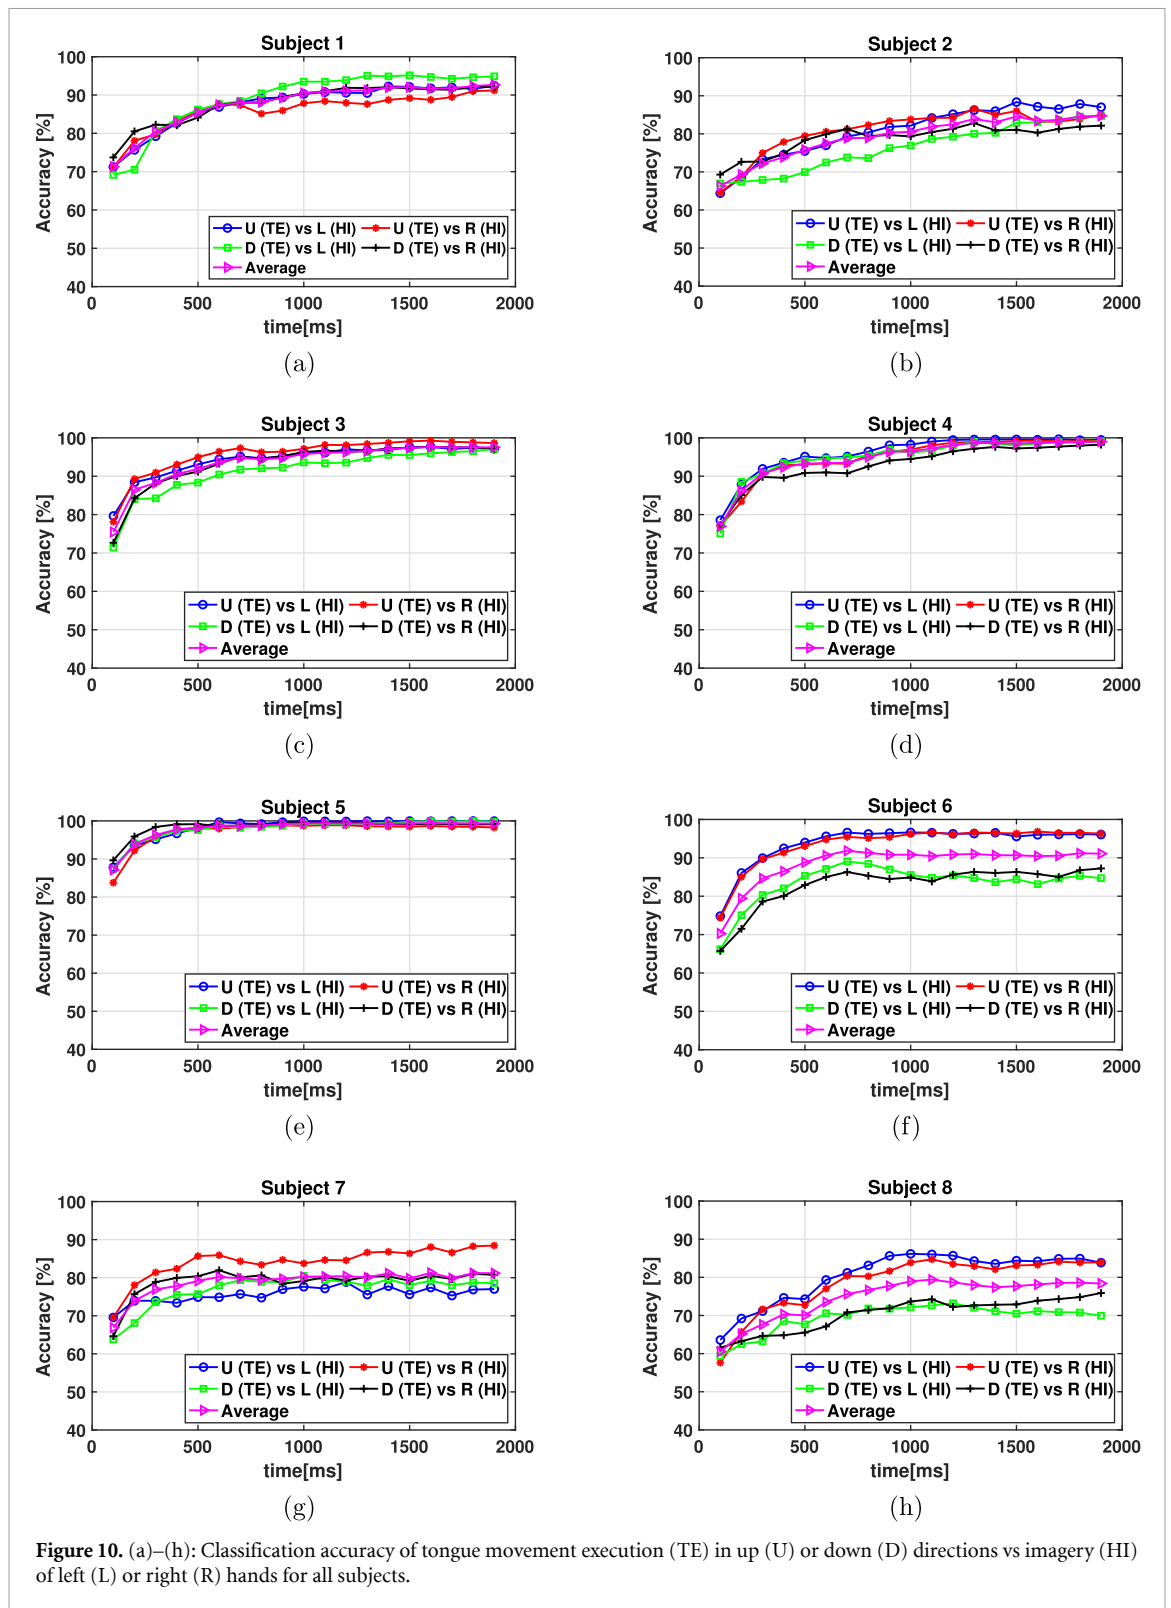 Subject 1
100
90
80
70
60
50
40
Accuracy [%]
U (TE) vs L (HI) U (TE) vs R (HI)
D (TE) vs L (HI) D (TE) vs R (HI)
Average
0 500 1000 1500 2000
time[ms]
(a)
Subject 2
100
90
80
70
60
50
40
Accuracy [%]
U (TE) vs L (HI) U (TE) vs R (HI)
D (TE) vs L (HI) D (TE) vs R (HI)
Average
0 500 1000 1500 2000
time[ms]
(b)
Subject 3
100
90
80
70
60
50
40
Accuracy [%]
U (TE) vs L (HI) U (TE) vs R (HI)
D (TE) vs L (HI) D (TE) vs R (HI)
Average
0 500 1000 1500 2000
time[ms]
(c)
Subject 4
100
90
80
70
60
50
40
Accuracy [%]
U (TE) vs L (HI) U (TE) vs R (HI)
D (TE) vs L (HI) D (TE) vs R (HI)
Average
0 500 1000 1500 2000
time[ms]
(d)
Subject 5
100
90
80
70
60
50
40
Accuracy [%]
U (TE) vs L (HI) U (TE) vs R (HI)
D (TE) vs L (HI) D (TE) vs R (HI)
Average
0 500 1000 1500 2000
time[ms]
(e)
Subject 6
100
90
80
70
60
50
40
Accuracy [%]
U (TE) vs L (HI) U (TE) vs R (HI)
D (TE) vs L (HI) D (TE) vs R (HI)
Average
0 500 1000 1500 2000
time[ms]
(f)
Subject 7
100
90
80
70
60
50
40
Accuracy [%]
U (TE) vs L (HI) U (TE) vs R (HI)
D (TE) vs L (HI) D (TE) vs R (HI)
Average
0 500 1000 1500 2000
time[ms]
(g)
Subject 8
100
90
80
70
60
50
40
Accuracy [%]
U (TE) vs L (HI) U (TE) vs R (HI)
D (TE) vs L (HI) D (TE) vs R (HI)
Average
0 500 1000 1500 2000
time[ms]
(h)
Figure 10. (a)–(h): Classification accuracy of tongue movement execution (TE) in up (U) or down (D) directions vs imagery (HI)
of left (L) or right (R) hands for all subjects.